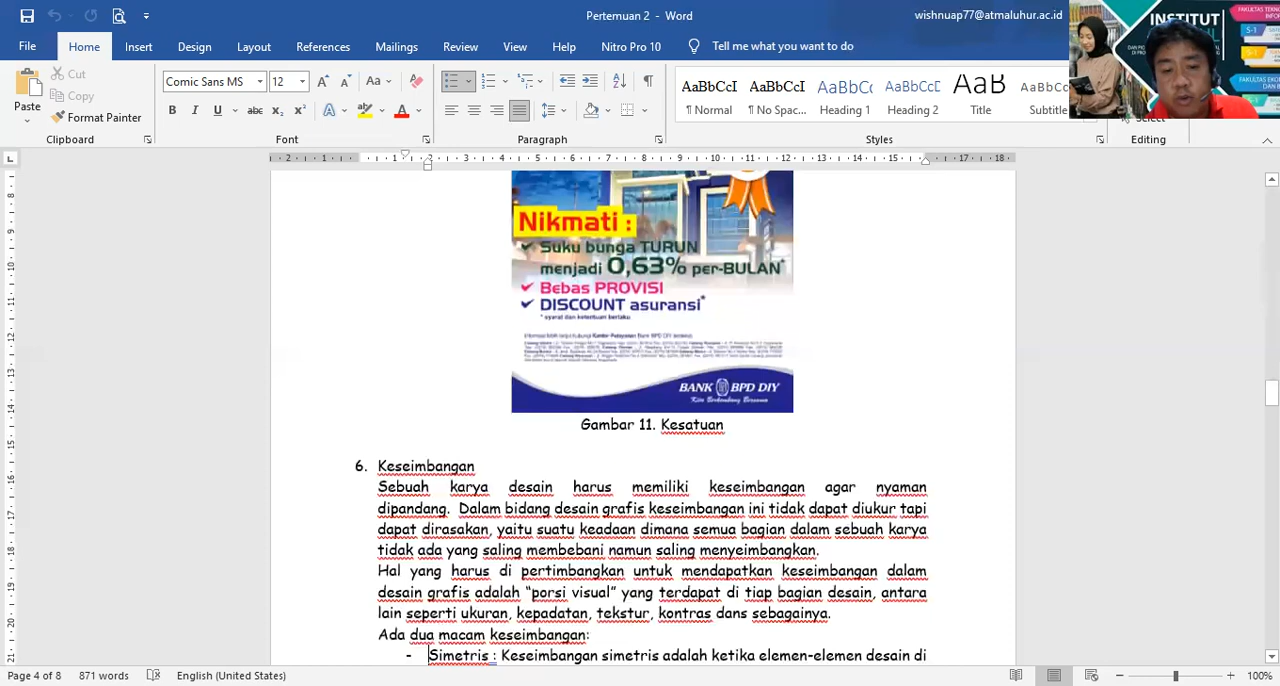 Pertemuan 2 - Word
wishnuap77@atmaluhur.ac.id
File Home Insert Design Layout References Mailings Review View Help Nitro Pro 10 Tell me what you want to do
INSTITUT
S-1
Paste
Cut
Copy
Format Painter
Clipboard
Comic Sans MS 12
Font
Paragraph
AaBbCcI AaBbCcI AaBbCc AaBbCcD AaB AaBbCc
¶ Normal ¶ No Spac... Heading 1 Heading 2 Title Subtitle
Styles
Select
Editing
Nikmati :
Suku bunga TURUN
menjadi 0,63% per-BULAN*
Bebas PROVISI
DISCOUNT asuransi*
* syarat dan ketentuan berlaku
BANK BPD DIY
Gambar 11. Kesatuan
6. Keseimbangan
Sebuah karya desain harus memiliki keseimbangan agar nyaman
dipandang. Dalam bidang desain grafis keseimbangan ini tidak dapat diukur tapi
dapat dirasakan, yaitu suatu keadaan dimana semua bagian dalam sebuah karya
tidak ada yang saling membebani namun saling menyeimbangkan.
Hal yang harus di pertimbangkan untuk mendapatkan keseimbangan dalam
desain grafis adalah “porsi visual” yang terdapat di tiap bagian desain, antara
lain seperti ukuran, kepadatan, tekstur, kontras dans sebagainya.
Ada dua macam keseimbangan:
- Simetris : Keseimbangan simetris adalah ketika elemen-elemen desain di
Page 4 of 8 871 words English (United States) 100%